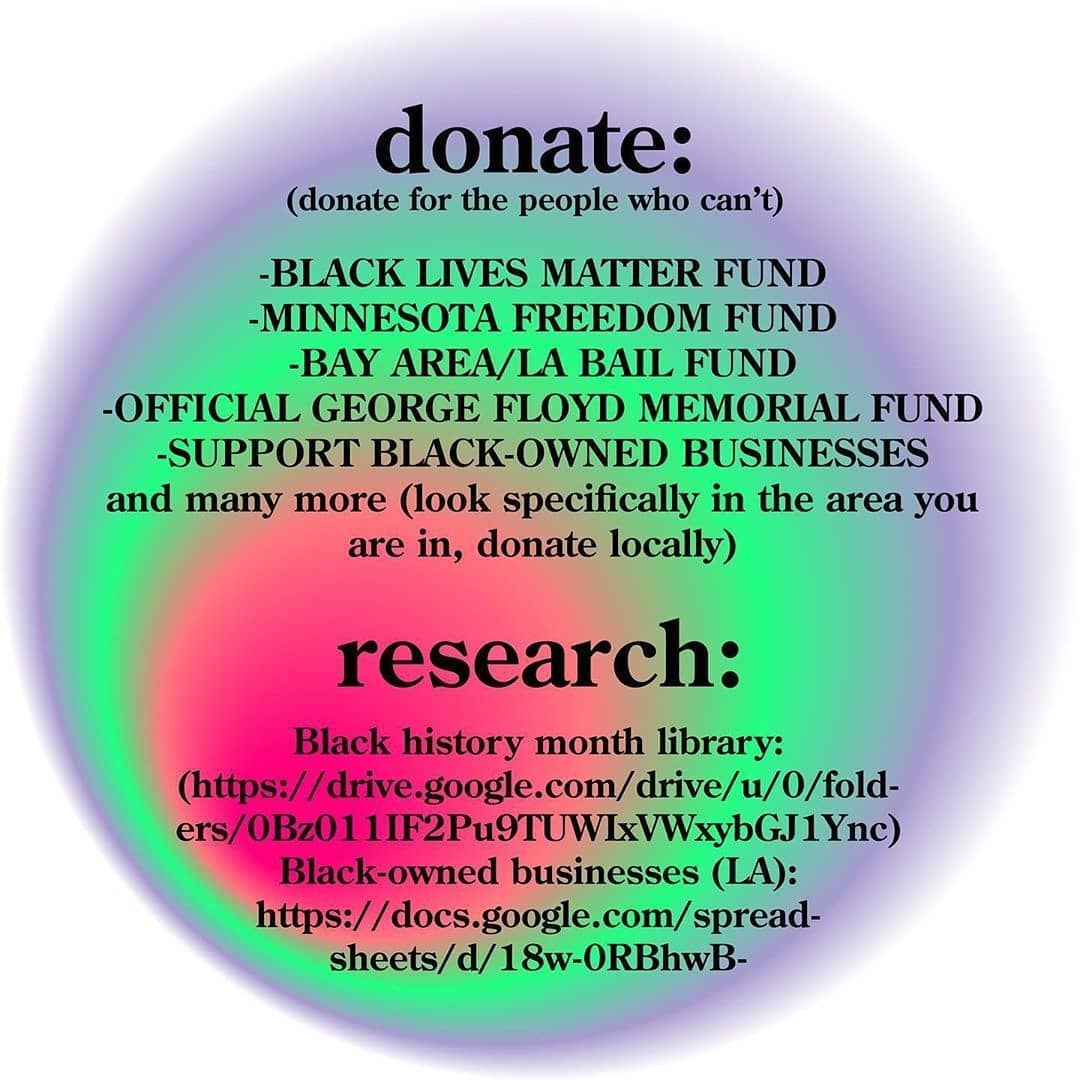 donate:
(donate for the people who can’t)
-BLACK LIVES MATTER FUND
-MINNESOTA FREEDOM FUND
-BAY AREA/LA BAIL FUND
-OFFICIAL GEORGE FLOYD MEMORIAL FUND
-SUPPORT BLACK-OWNED BUSINESSES
and many more (look specifically in the area you
are in, donate locally)
research:
Black history month library:
(https://drive.google.com/drive/u/0/fold-
ers/0Bz011IF2Pu9TUWIxVWxybGJ1Ync)
Black-owned businesses (LA):
https://docs.google.com/spread-
sheets/d/18w-0RBhwB-